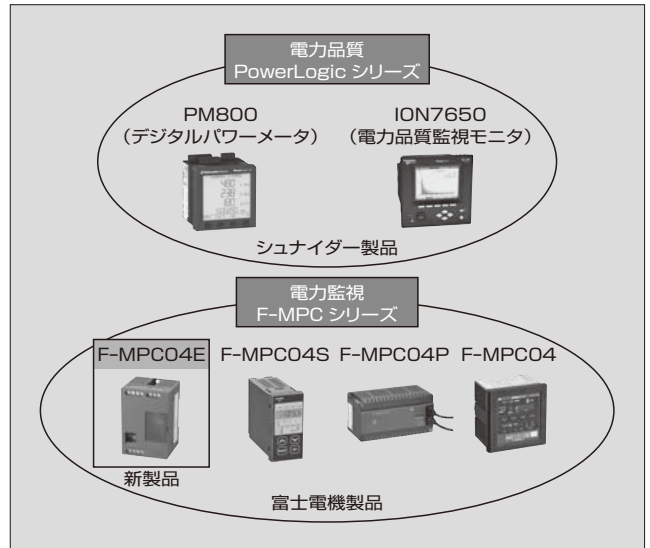 電力品質
PowerLogic シリーズ
PM800
（デジタルパワーメータ）
ION7650
（電力品質監視モニタ）
シュナイダー製品
電力監視
F-MPC シリーズ
F-MPC04E
F-MPC04S
F-MPC04P
F-MPC04
新製品
富士電機製品